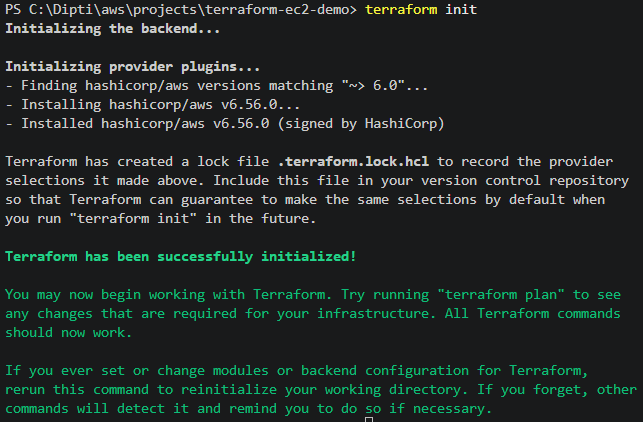 PS C:\Dipti\aws\projects\terraform-ec2-demo> terraform init
Initializing the backend...
Initializing provider plugins...
- Finding hashicorp/aws versions matching "~> 6.0"...
- Installing hashicorp/aws v6.56.0...
- Installed hashicorp/aws v6.56.0 (signed by HashiCorp)
Terraform has created a lock file .terraform.lock.hcl to record the provider
selections it made above. Include this file in your version control repository
so that Terraform can guarantee to make the same selections by default when
you run "terraform init" in the future.
Terraform has been successfully initialized!
You may now begin working with Terraform. Try running "terraform plan" to see
any changes that are required for your infrastructure. All Terraform commands
should now work.
If you ever set or change modules or backend configuration for Terraform,
rerun this command to reinitialize your working directory. If you forget, other
commands will detect it and remind you to do so if necessary.